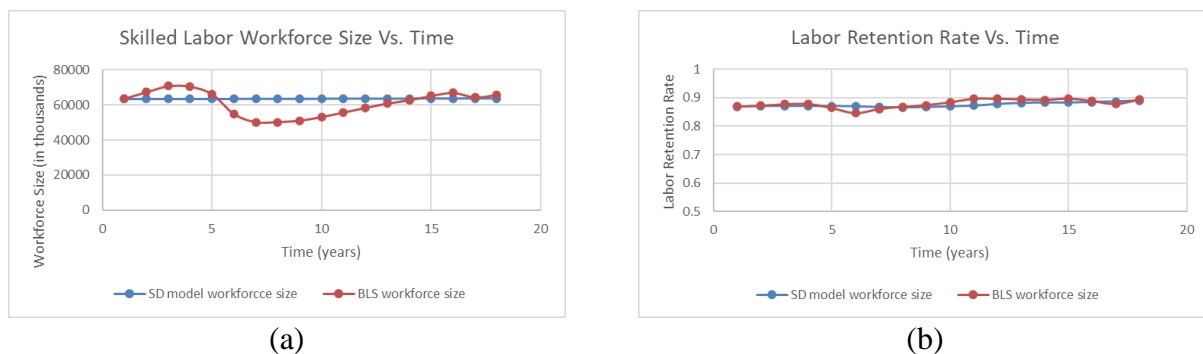 Skilled Labor Workforce Size Vs. Time
Workforce Size (in thousands)
80000
60000
40000
20000
0
0 5 10 15 20
Time (years)
SD model workforcce size BLS workforce size
(a)
Labor Retention Rate Vs. Time
Labor Retention Rate
1
0.9
0.8
0.7
0.6
0.5
0 5 10 15 20
Time (years)
SD model workforcce size BLS workforce size
(b)